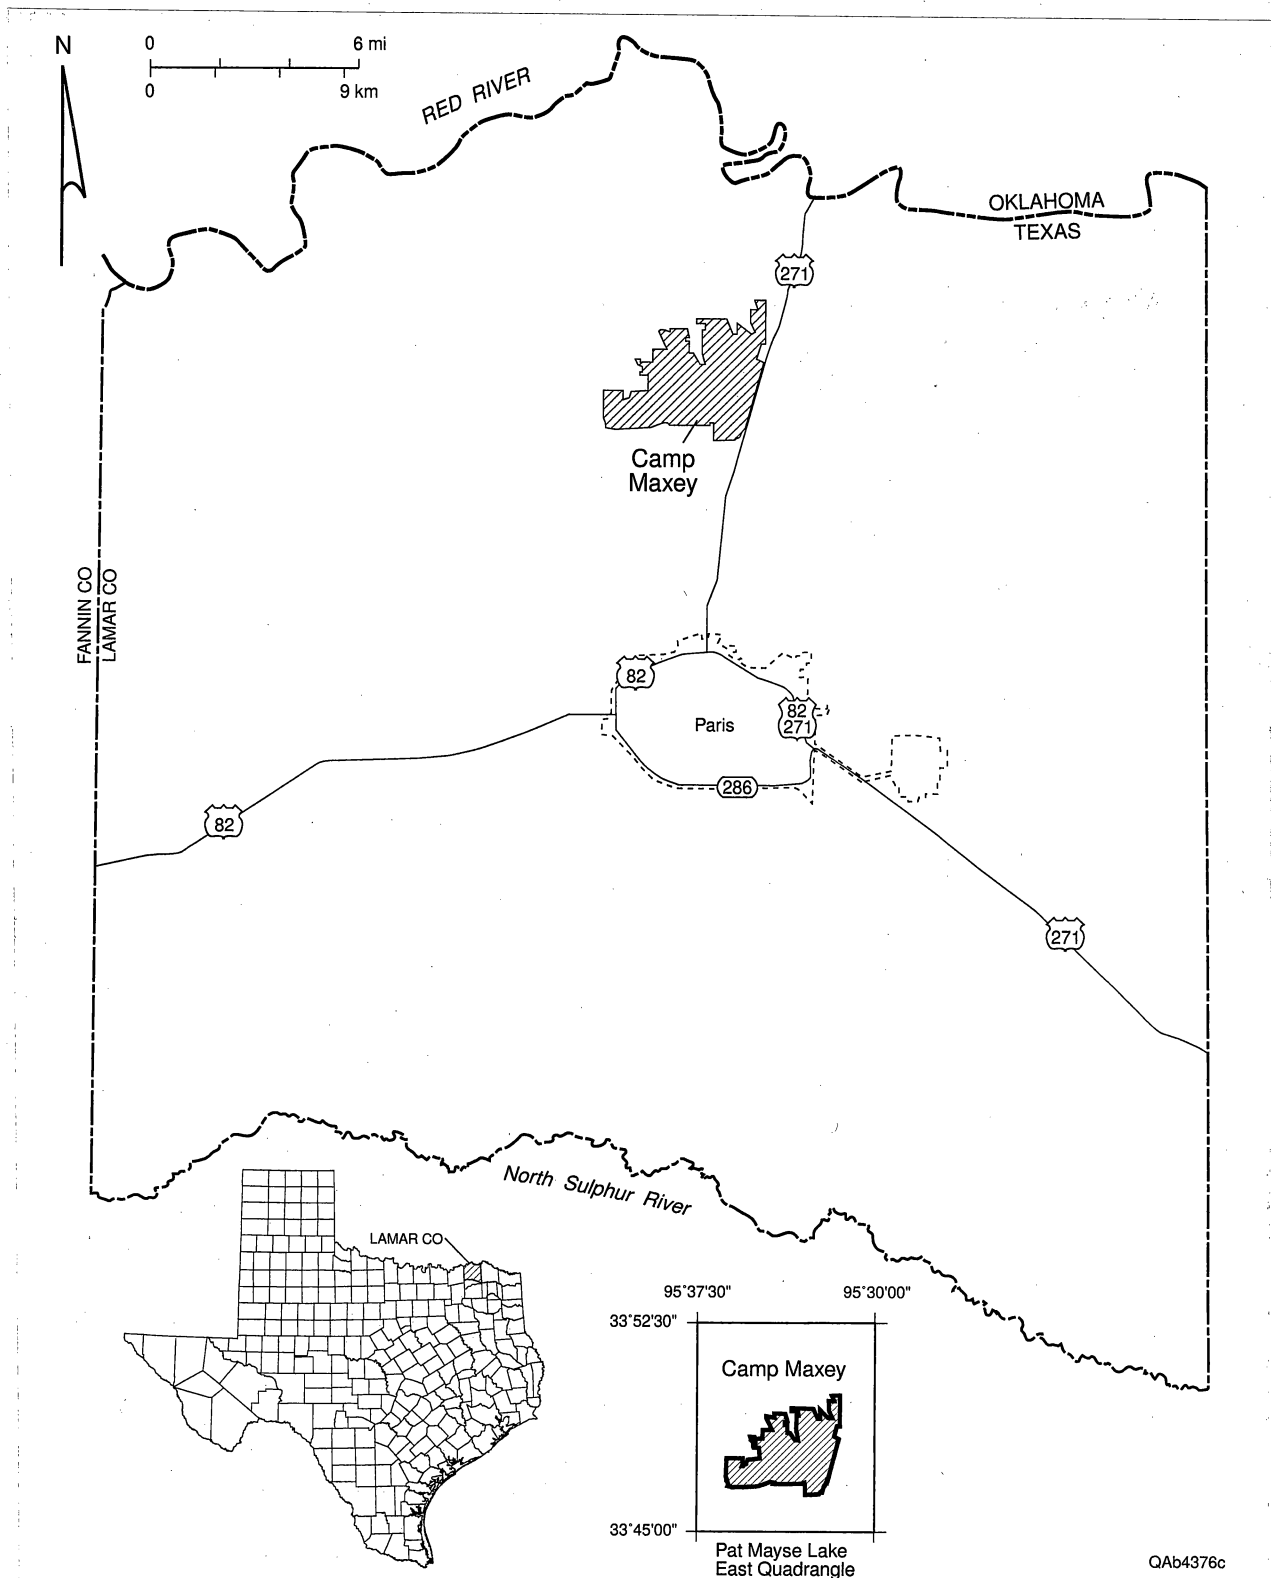 N
0 6 mi
0 9 km
RED RIVER
OKLAHOMA
TEXAS
271
Camp
Maxey
FANNIN CO
LAMAR CO
82
Paris
82
271
286
82
271
North Sulphur River
LAMAR CO
95°37'30" 95°30'00"
33°52'30"
Camp Maxey
33°45'00"
Pat Mayse Lake
East Quadrangle
QAb4376c